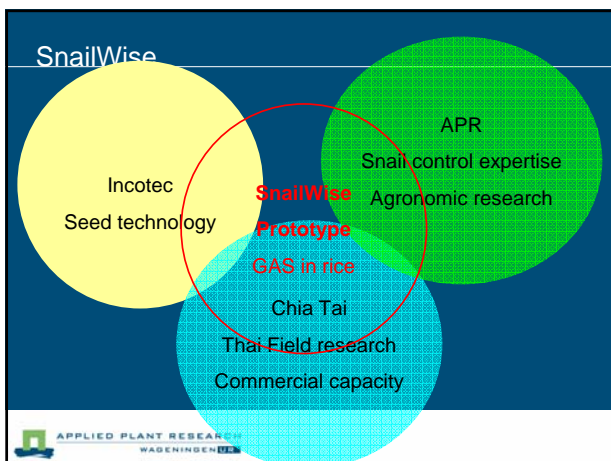 SnailWise
APR
Snail control expertise
Agronomic research
Incotec
Seed technology
SnailWise
Prototype
GAS in rice
Chia Tai
Thai Field research
Commercial capacity
APPLIED PLANT RESEARCH
WAGENINGEN UR